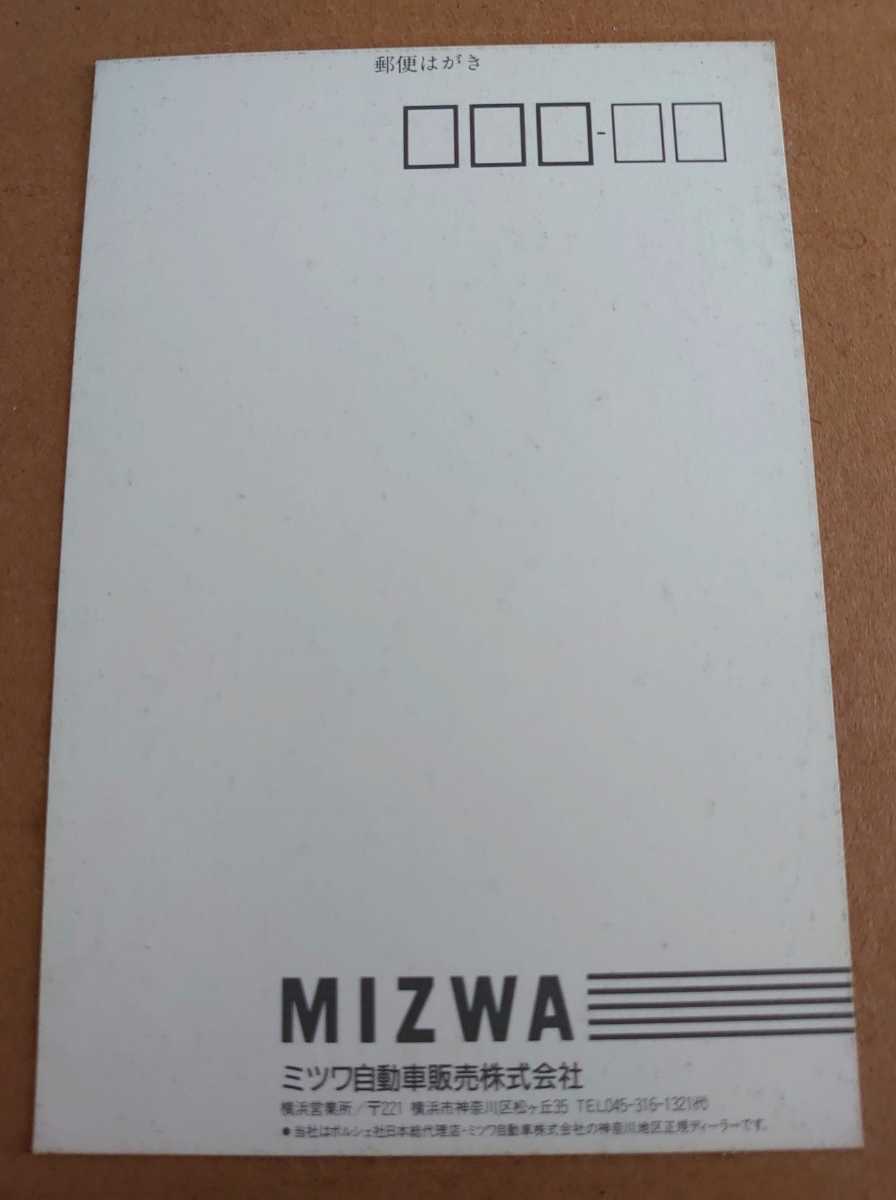 郵便はがき
MIZWA
ミツワ自動車販売株式会社
横浜営業所/〒221 横浜市神奈川区松ヶ丘35 TEL045-316-1321㈹
●当社はポルシェ社日本総代理店・ミツワ自動車株式会社の神奈川地区正規ディーラーです。